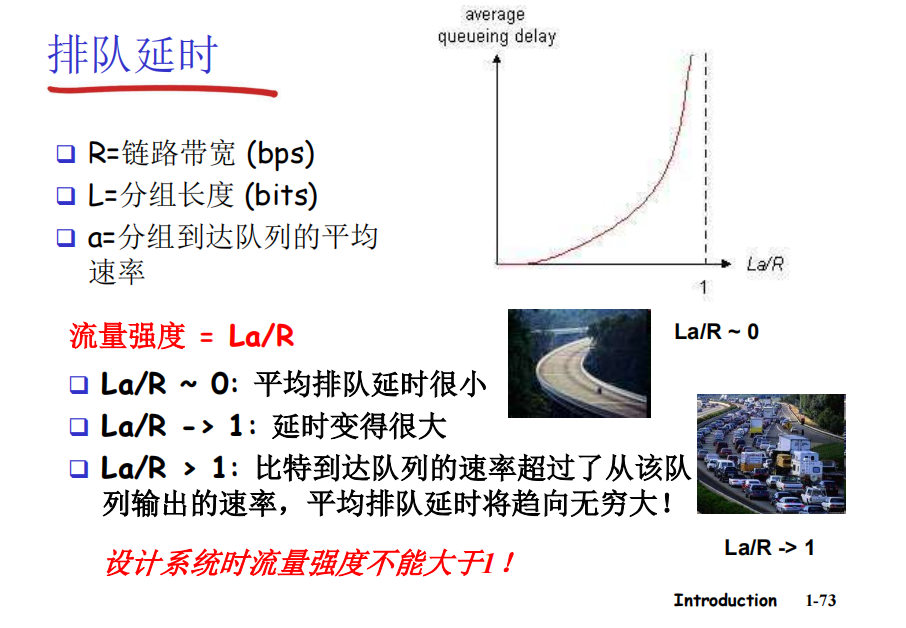 排队延时
average
queueing delay
R=链路带宽 (bps)
L=分组长度 (bits)
a=分组到达队列的平均
速率
La/R
1
流量强度 = La/R
La/R ~ 0
La/R ~ 0: 平均排队延时很小
La/R -> 1: 延时变得很大
La/R > 1: 比特到达队列的速率超过了从该队
列输出的速率，平均排队延时将趋向无穷大！
La/R -> 1
设计系统时流量强度不能大于1！
Introduction 1-73